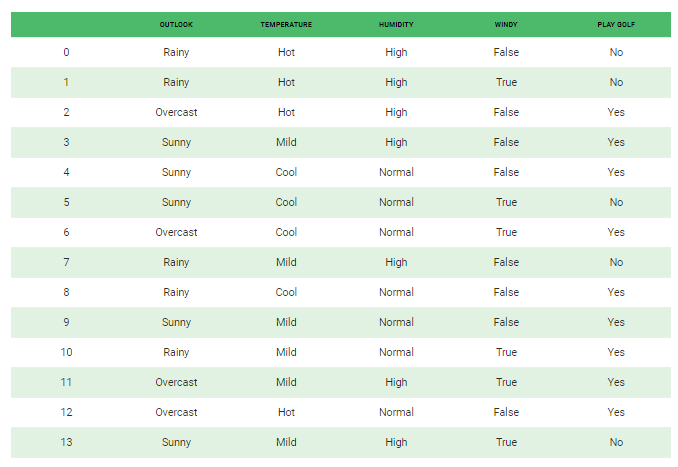 OUTLOOK TEMPERATURE HUMIDITY WINDY PLAY GOLF
0 Rainy Hot High False No
1 Rainy Hot High True No
2 Overcast Hot High False Yes
3 Sunny Mild High False Yes
4 Sunny Cool Normal False Yes
5 Sunny Cool Normal True No
6 Overcast Cool Normal True Yes
7 Rainy Mild High False No
8 Rainy Cool Normal False Yes
9 Sunny Mild Normal False Yes
10 Rainy Mild Normal True Yes
11 Overcast Mild High True Yes
12 Overcast Hot Normal False Yes
13 Sunny Mild High True No